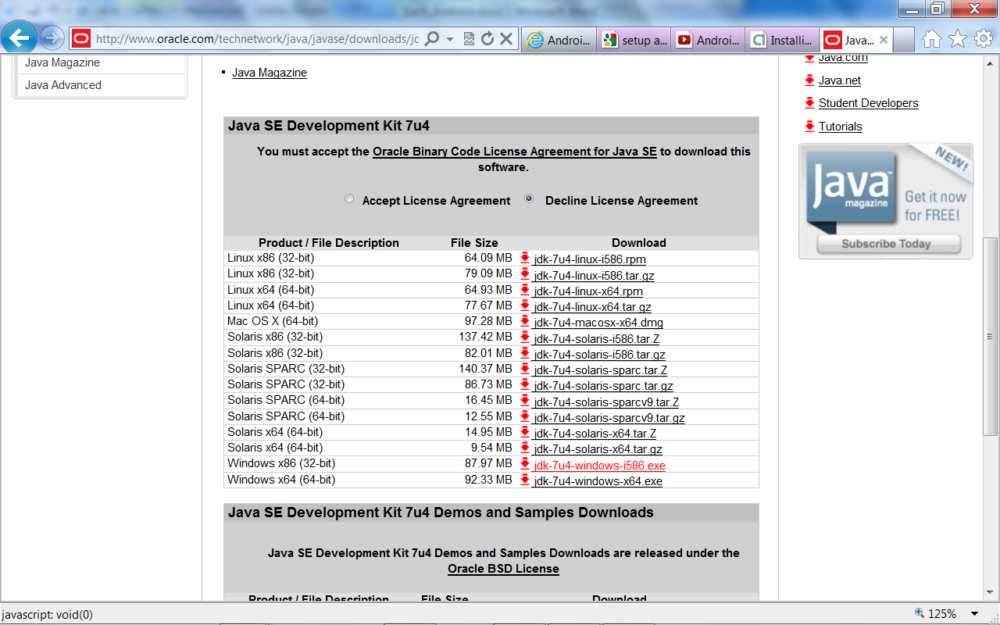 http://www.oracle.com/technetwork/java/javase/downloads/jc
Androi...
setup a...
Androi...
Installi...
Java...
Java Magazine
Java Advanced
Java Magazine
Java SE Development Kit 7u4
You must accept the Oracle Binary Code License Agreement for Java SE to download this
software.
Accept License Agreement Decline License Agreement
Product / File Description File Size Download
Linux x86 (32-bit) 64.09 MB jdk-7u4-linux-i586.rpm
Linux x86 (32-bit) 79.09 MB jdk-7u4-linux-i586.tar.gz
Linux x64 (64-bit) 64.93 MB jdk-7u4-linux-x64.rpm
Linux x64 (64-bit) 77.67 MB jdk-7u4-linux-x64.tar.gz
Mac OS X (64-bit) 97.28 MB jdk-7u4-macosx-x64.dmg
Solaris x86 (32-bit) 137.42 MB jdk-7u4-solaris-i586.tar.Z
Solaris x86 (32-bit) 82.01 MB jdk-7u4-solaris-i586.tar.gz
Solaris SPARC (32-bit) 140.37 MB jdk-7u4-solaris-sparc.tar.Z
Solaris SPARC (32-bit) 86.73 MB jdk-7u4-solaris-sparc.tar.gz
Solaris SPARC (64-bit) 16.45 MB jdk-7u4-solaris-sparcv9.tar.Z
Solaris SPARC (64-bit) 12.55 MB jdk-7u4-solaris-sparcv9.tar.gz
Solaris x64 (64-bit) 14.95 MB jdk-7u4-solaris-x64.tar.Z
Solaris x64 (64-bit) 9.54 MB jdk-7u4-solaris-x64.tar.gz
Windows x86 (32-bit) 87.97 MB jdk-7u4-windows-i586.exe
Windows x64 (64-bit) 92.33 MB jdk-7u4-windows-x64.exe
Java SE Development Kit 7u4 Demos and Samples Downloads
Java SE Development Kit 7u4 Demos and Samples Downloads are released under the
Oracle BSD License
Product / File Description File Size Download
Java.com
Java.net
Student Developers
Tutorials
NEW!
Java
magazine
Get it now
for FREE!
Subscribe Today
javascript: void(0)
125%